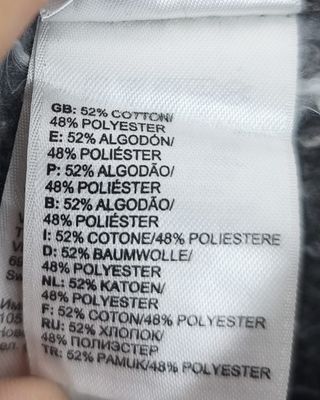 GB: 52% COTTON/
48% POLYESTER
E: 52% ALGODÓN/
48% POLIÉSTER
P: 52% ALGODÃO/
48% POLIÉSTER
B: 52% ALGODÃO/
48% POLIÉSTER
I: 52% COTONE/48% POLIESTERE
D: 52% BAUMWOLLE/
48% POLYESTER
NL: 52% KATOEN/
48% POLYESTER
F: 52% COTON/48% POLYESTER
RU: 52% ХЛОПОК/
48% ПОЛИЭСТЕР
TR: 52% PAMUK/48% POLYESTER